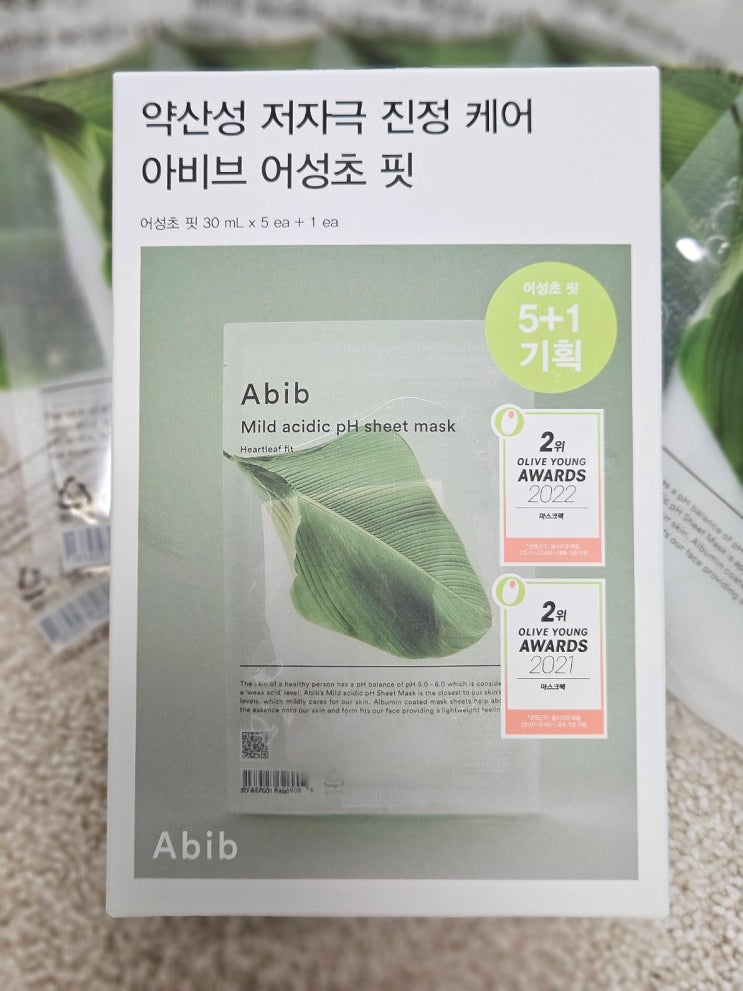 약산성 저자극 진정 케어
아비브 어성초 핏
어성초 핏 30 mL x 5 ea + 1 ea
어성초 핏
5+1
기획
Abib
Mild acidic pH sheet mask
Heartleaf fit
2위
OLIVE YOUNG
AWARDS
2022
마스크팩
2위
OLIVE YOUNG
AWARDS
2021
마스크팩
The skin of a healthy person has a pH balance of pH 5.0~6.0 which is conside
a 'weak acid' level. Abib's Mild acidic pH Sheet Mask is the closest to our skin's
levels, which mildly cares for our skin. Albumin coated mask sheets help abs
the essence onto our skin and form fits our face providing a lightweight feelin
Abib